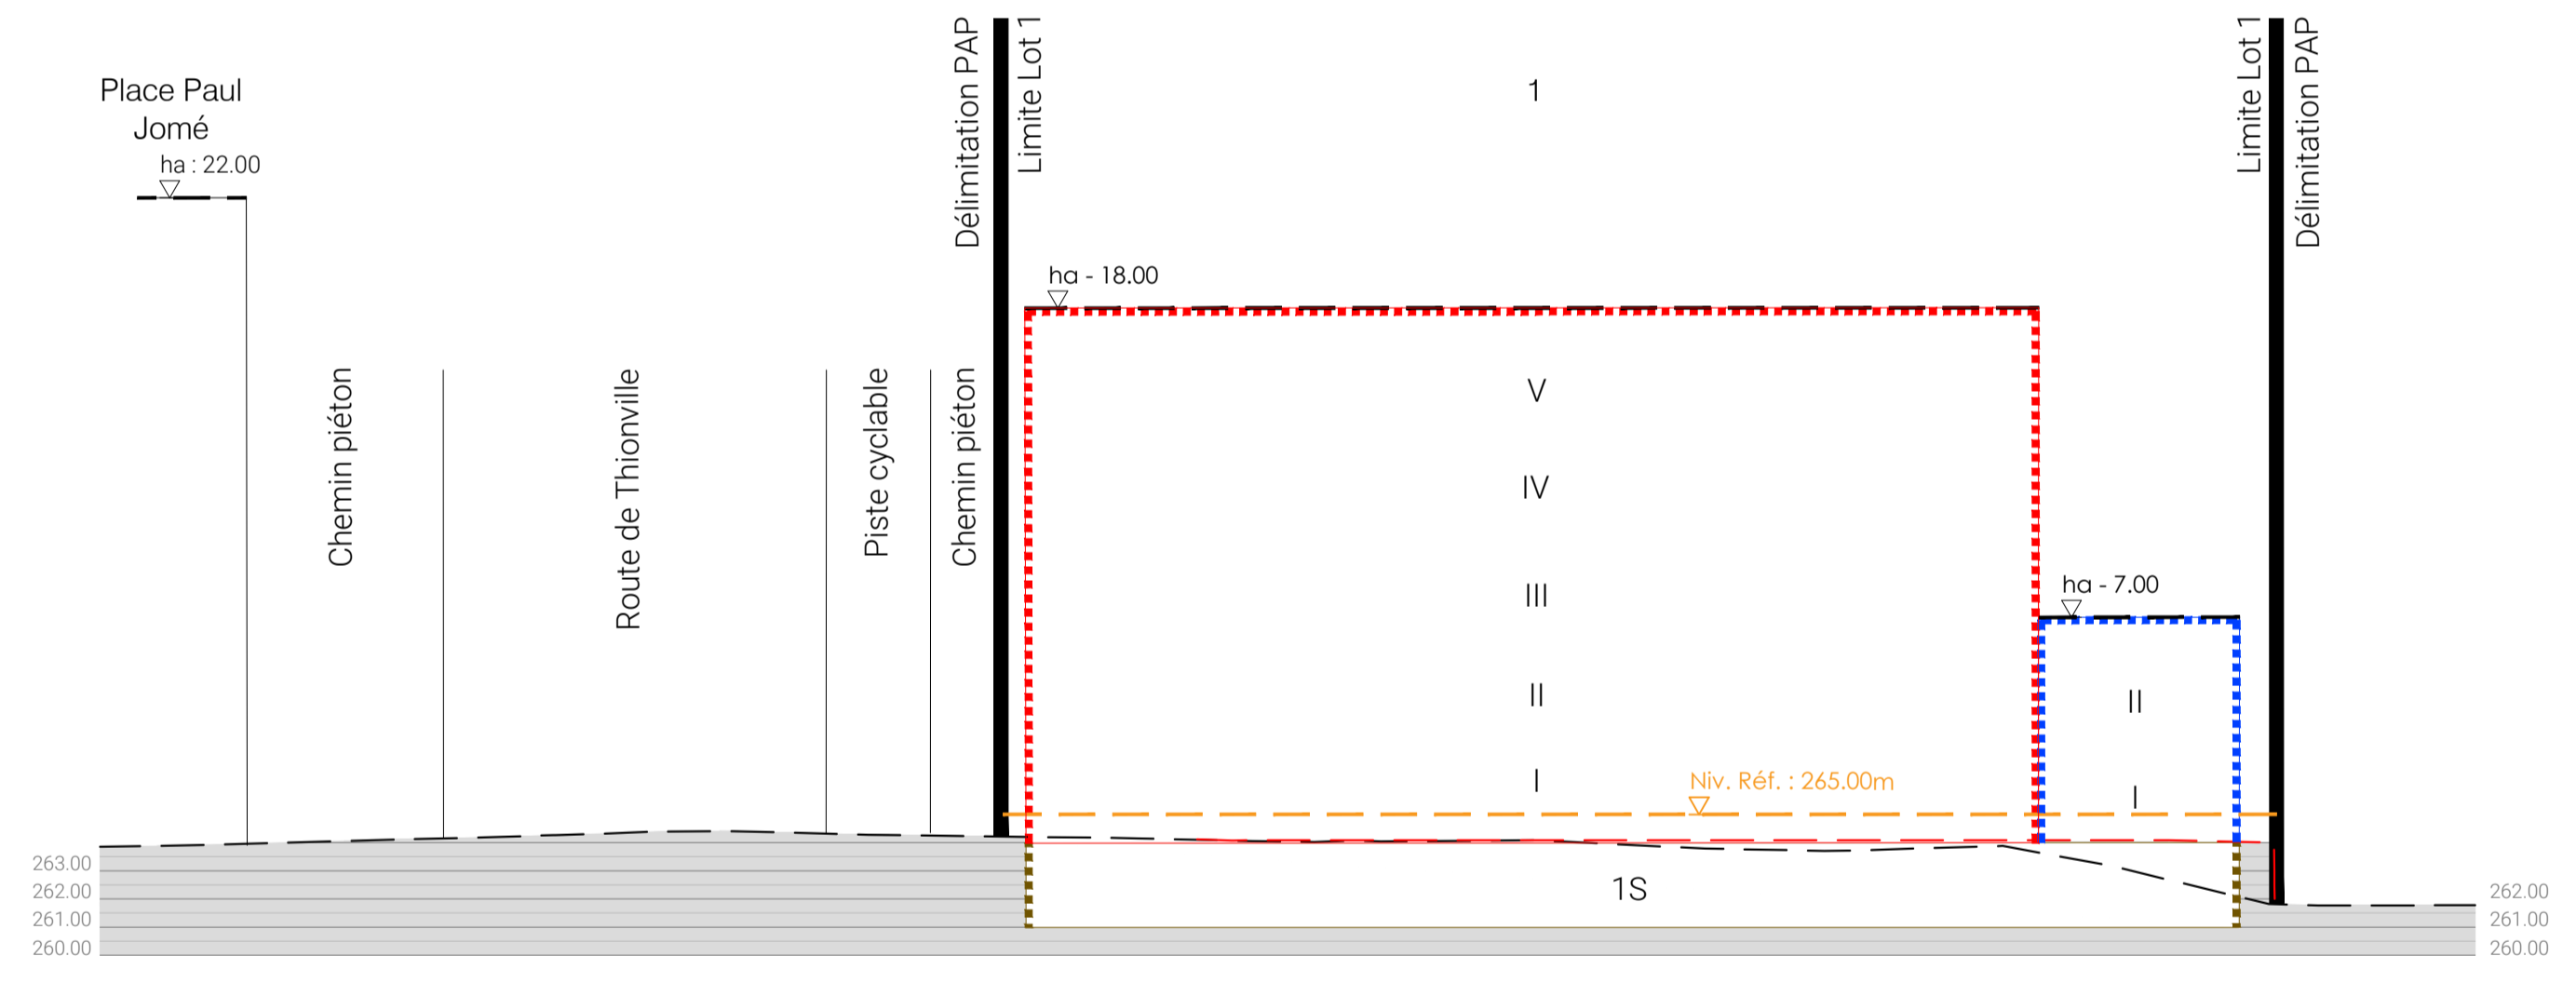 Place Paul
Jomé
ha : 22.00
Chemin piéton
Route de Thionville
Piste cyclable
Chemin piéton
Délimitation PAP
Limite Lot 1
1
Limite Lot 1
Délimitation PAP
ha - 18.00
V
IV
III
II
I
ha - 7.00
II
I
Niv. Réf. : 265.00m
1S
263.00
262.00
261.00
260.00
262.00
261.00
260.00